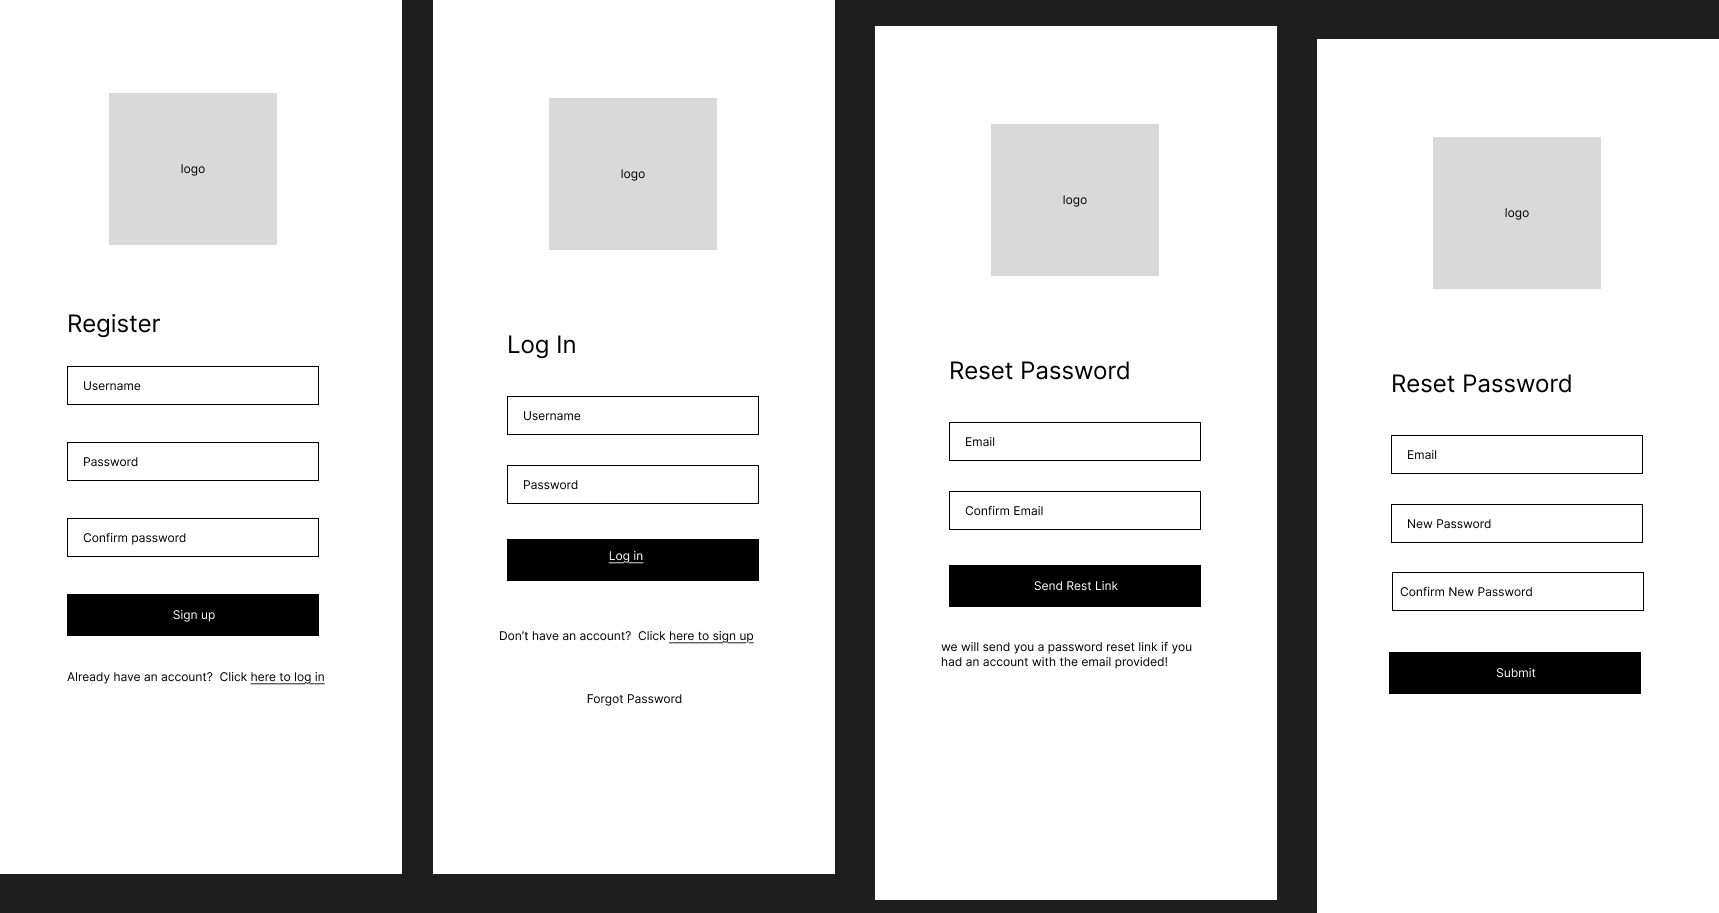 logo
Register
Username
Password
Confirm password
Sign up
Already have an account?  Click here to log in
logo
Log In
Username
Password
Log in
Don’t have an account?  Click here to sign up
Forgot Password
logo
Reset Password
Email
Confirm Email
Send Rest Link
we will send you a password reset link if you
had an account with the email provided!
logo
Reset Password
Email
New Password
Confirm New Password
Submit